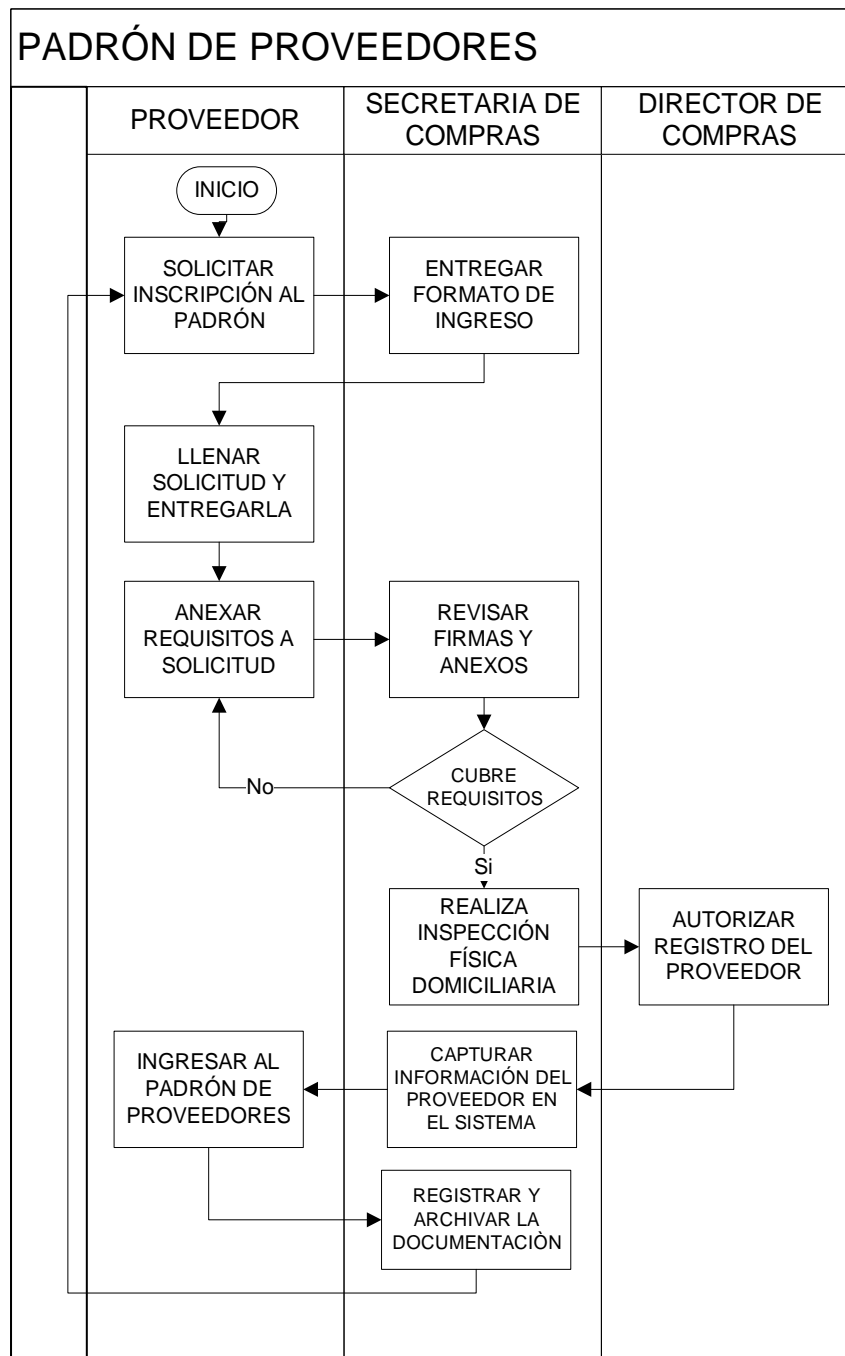 PADRÓN DE PROVEEDORES
PROVEEDOR
SECRETARIA DE
COMPRAS
DIRECTOR DE
COMPRAS
INICIO
SOLICITAR
INSCRIPCIÓN AL
PADRÓN
ENTREGAR
FORMATO DE
INGRESO
LLENAR
SOLICITUD Y
ENTREGARLA
ANEXAR
REQUISITOS A
SOLICITUD
REVISAR
FIRMAS Y
ANEXOS
CUBRE
REQUISITOS
No
Si
REALIZA
INSPECCIÓN
FÍSICA
DOMICILIARIA
AUTORIZAR
REGISTRO DEL
PROVEEDOR
CAPTURAR
INFORMACIÓN DEL
PROVEEDOR EN
EL SISTEMA
INGRESAR AL
PADRÓN DE
PROVEEDORES
REGISTRAR Y
ARCHIVAR LA
DOCUMENTACIÒN